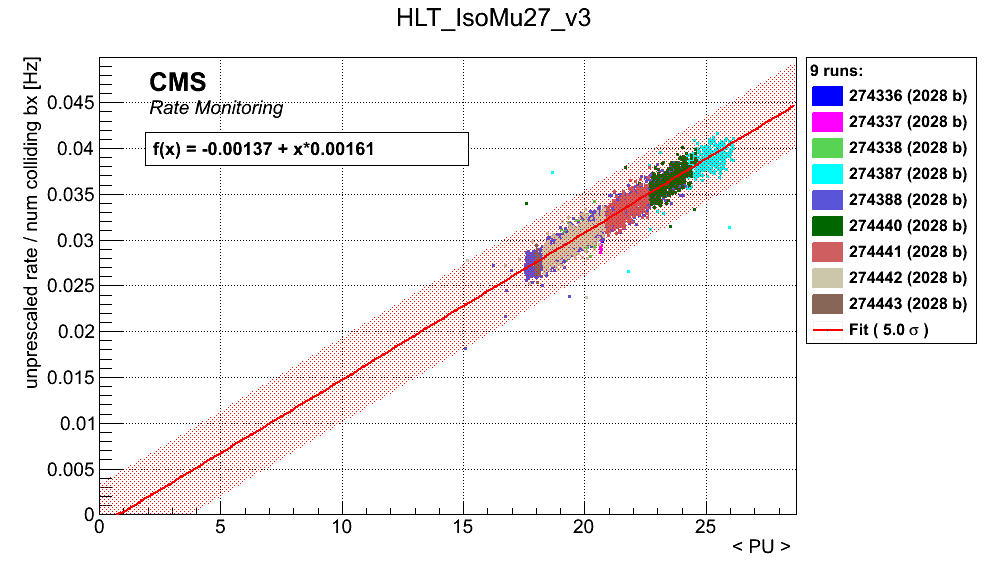 HLT_IsoMu27_v3
unprescaled rate / num colliding bx [Hz]
CMS
Rate Monitoring
f(x) = -0.00137 + x*0.00161
0.045
0.04
0.035
0.03
0.025
0.02
0.015
0.01
0.005
0
0 5 10 15 20 25
< PU >
9 runs:
274336 (2028 b)
274337 (2028 b)
274338 (2028 b)
274387 (2028 b)
274388 (2028 b)
274440 (2028 b)
274441 (2028 b)
274442 (2028 b)
274443 (2028 b)
Fit ( 5.0 σ )